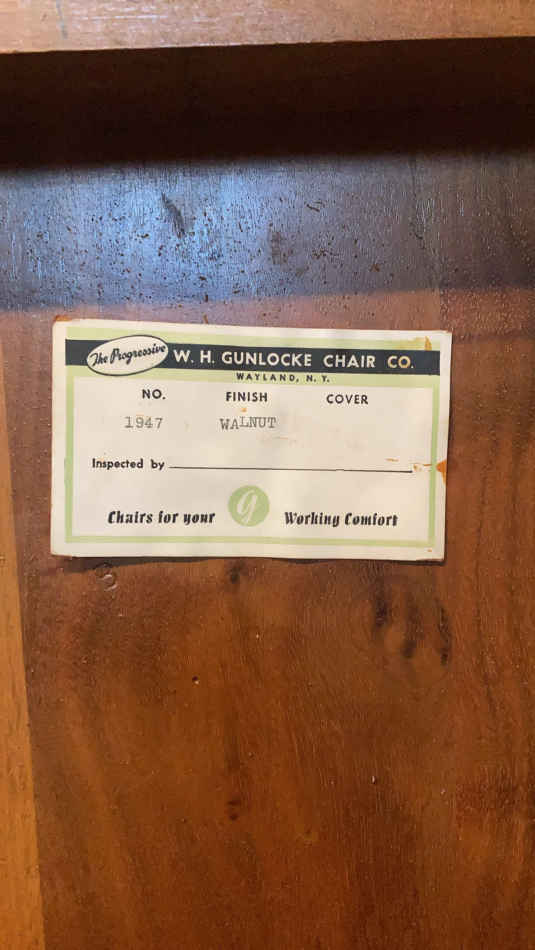 The Progressive W. H. GUNLOCKE CHAIR CO.
WAYLAND, N. Y.
NO. FINISH COVER
1947 WALNUT
Inspected by
Chairs for your g Working Comfort